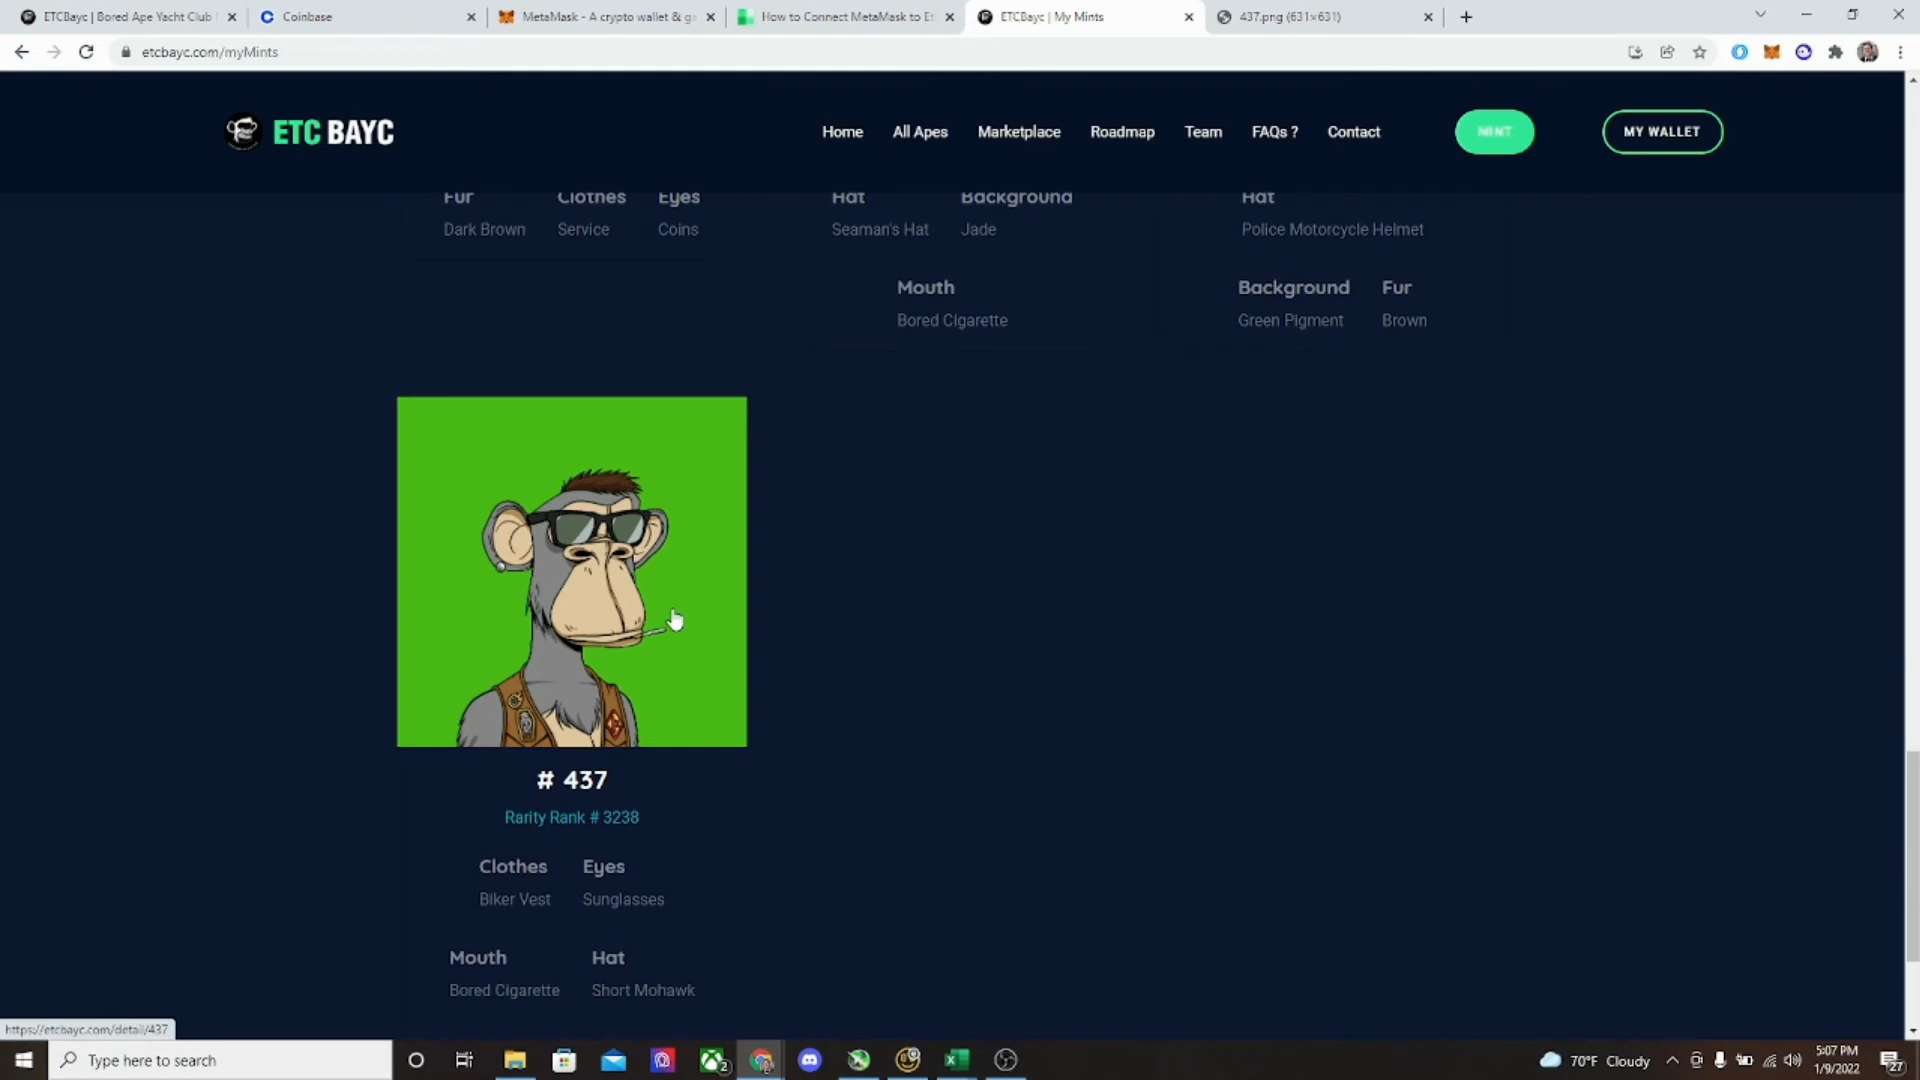 ETCBayc | Bored Ape Yacht Club
Coinbase
MetaMask - A crypto wallet & ga
How to Connect MetaMask to Et
ETCBayc | My Mints
437.png (631×631)
etcbayc.com/myMints
ETC BAYC
Home
All Apes
Marketplace
Roadmap
Team
FAQs ?
Contact
MINT
MY WALLET
Fur
Clothes
Eyes
Dark Brown
Service
Coins
Hat
Background
Seaman's Hat
Jade
Mouth
Bored Cigarette
Hat
Police Motorcycle Helmet
Background
Fur
Green Pigment
Brown
# 437
Rarity Rank # 3238
Clothes
Eyes
Biker Vest
Sunglasses
Mouth
Hat
Bored Cigarette
Short Mohawk
https://etcbayc.com/detail/437
Type here to search
2
70°F Cloudy
5:07 PM
1/9/2022
27